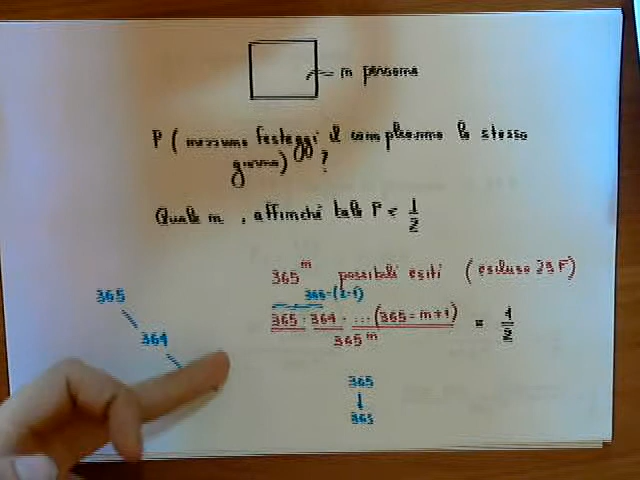 n persone
P ( nessuno festeggi il compleanno lo stesso
giorno) ?
Quale n , affinché tale P < 1/2
365^n possibili esiti (escluso 29 F)
365-(i-1)
365 · 364 · ... (365-n+1) / 365^n = 1/2
365
364
365
365